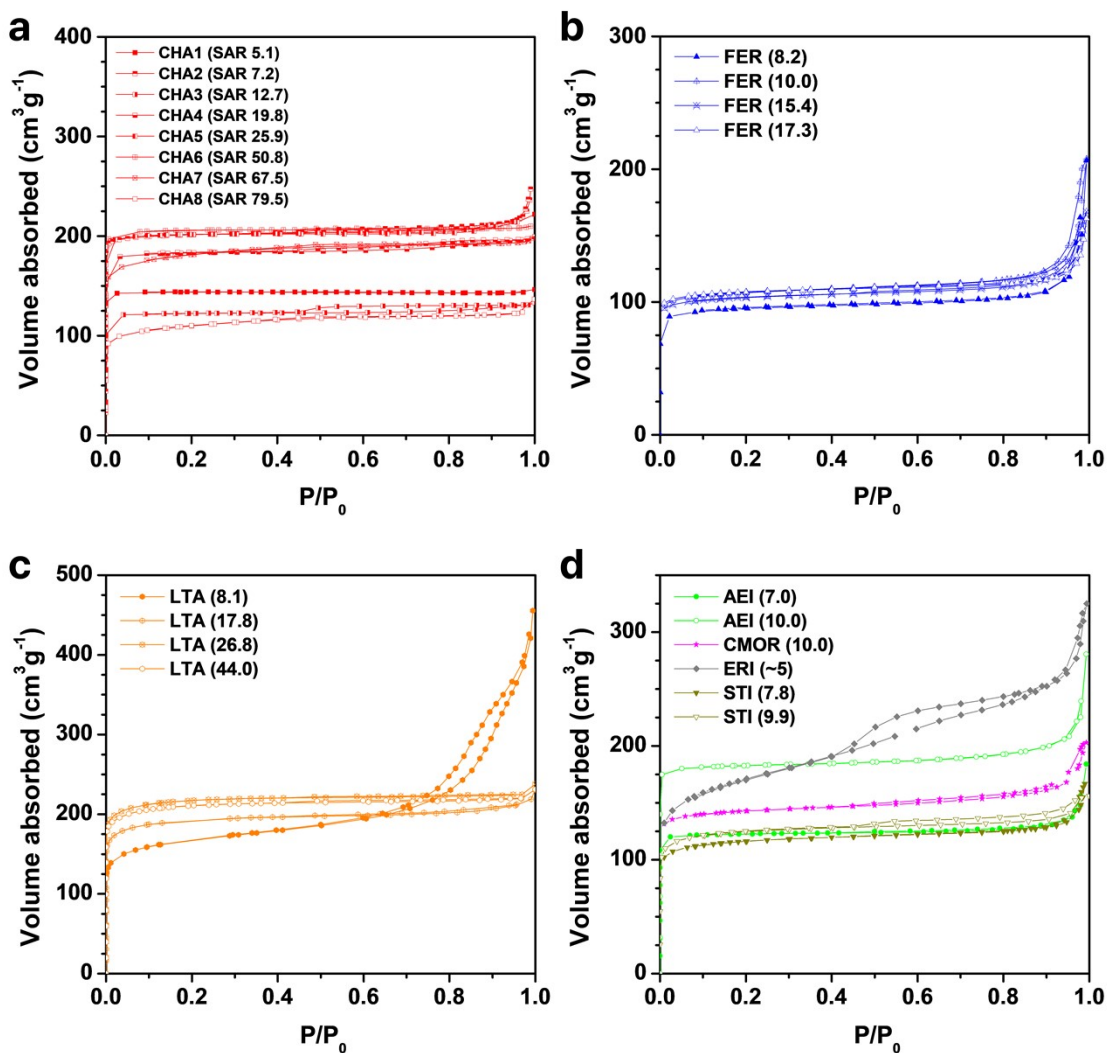 a
400
300
200
100
0
Volume absorbed (cm³g⁻¹)
CHA1 (SAR 5.1)
CHA2 (SAR 7.2)
CHA3 (SAR 12.7)
CHA4 (SAR 19.8)
CHA5 (SAR 25.9)
CHA6 (SAR 50.8)
CHA7 (SAR 67.5)
CHA8 (SAR 79.5)
0.0 0.2 0.4 0.6 0.8 1.0
P/P₀
b
300
200
100
0
Volume absorbed (cm³g⁻¹)
FER (8.2)
FER (10.0)
FER (15.4)
FER (17.3)
0.0 0.2 0.4 0.6 0.8 1.0
P/P₀
c
500
400
300
200
100
0
Volume absorbed (cm³g⁻¹)
LTA (8.1)
LTA (17.8)
LTA (26.8)
LTA (44.0)
0.0 0.2 0.4 0.6 0.8 1.0
P/P₀
d
300
200
100
0
Volume absorbed (cm³g⁻¹)
AEI (7.0)
AEI (10.0)
CMOR (10.0)
ERI (~5)
STI (7.8)
STI (9.9)
0.0 0.2 0.4 0.6 0.8 1.0
P/P₀